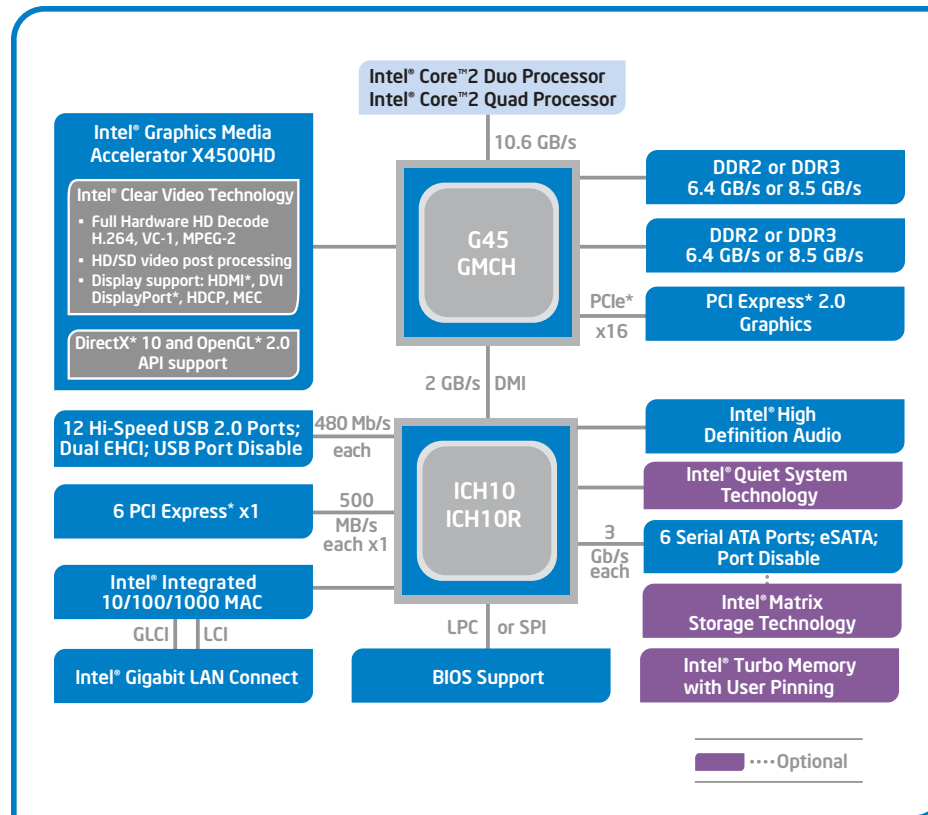 Intel® Core™2 Duo Processor
Intel® Core™2 Quad Processor
10.6 GB/s
Intel® Graphics Media
Accelerator X4500HD
Intel® Clear Video Technology
▪ Full Hardware HD Decode
H.264, VC-1, MPEG-2
▪ HD/SD video post processing
▪ Display support: HDMI*, DVI
DisplayPort*, HDCP, MEC
DirectX* 10 and OpenGL* 2.0
API support
G45
GMCH
DDR2 or DDR3
6.4 GB/s or 8.5 GB/s
DDR2 or DDR3
6.4 GB/s or 8.5 GB/s
PCIe*
x16
PCI Express* 2.0
Graphics
2 GB/s DMI
12 Hi-Speed USB 2.0 Ports;
Dual EHCI; USB Port Disable
480 Mb/s
each
6 PCI Express* x1
500
MB/s
each x1
Intel® Integrated
10/100/1000 MAC
GLCI LCI
Intel® Gigabit LAN Connect
ICH10
ICH10R
Intel® High
Definition Audio
Intel® Quiet System
Technology
3
Gb/s
each
6 Serial ATA Ports; eSATA;
Port Disable
Intel® Matrix
Storage Technology
LPC or SPI
BIOS Support
Intel® Turbo Memory
with User Pinning
····Optional